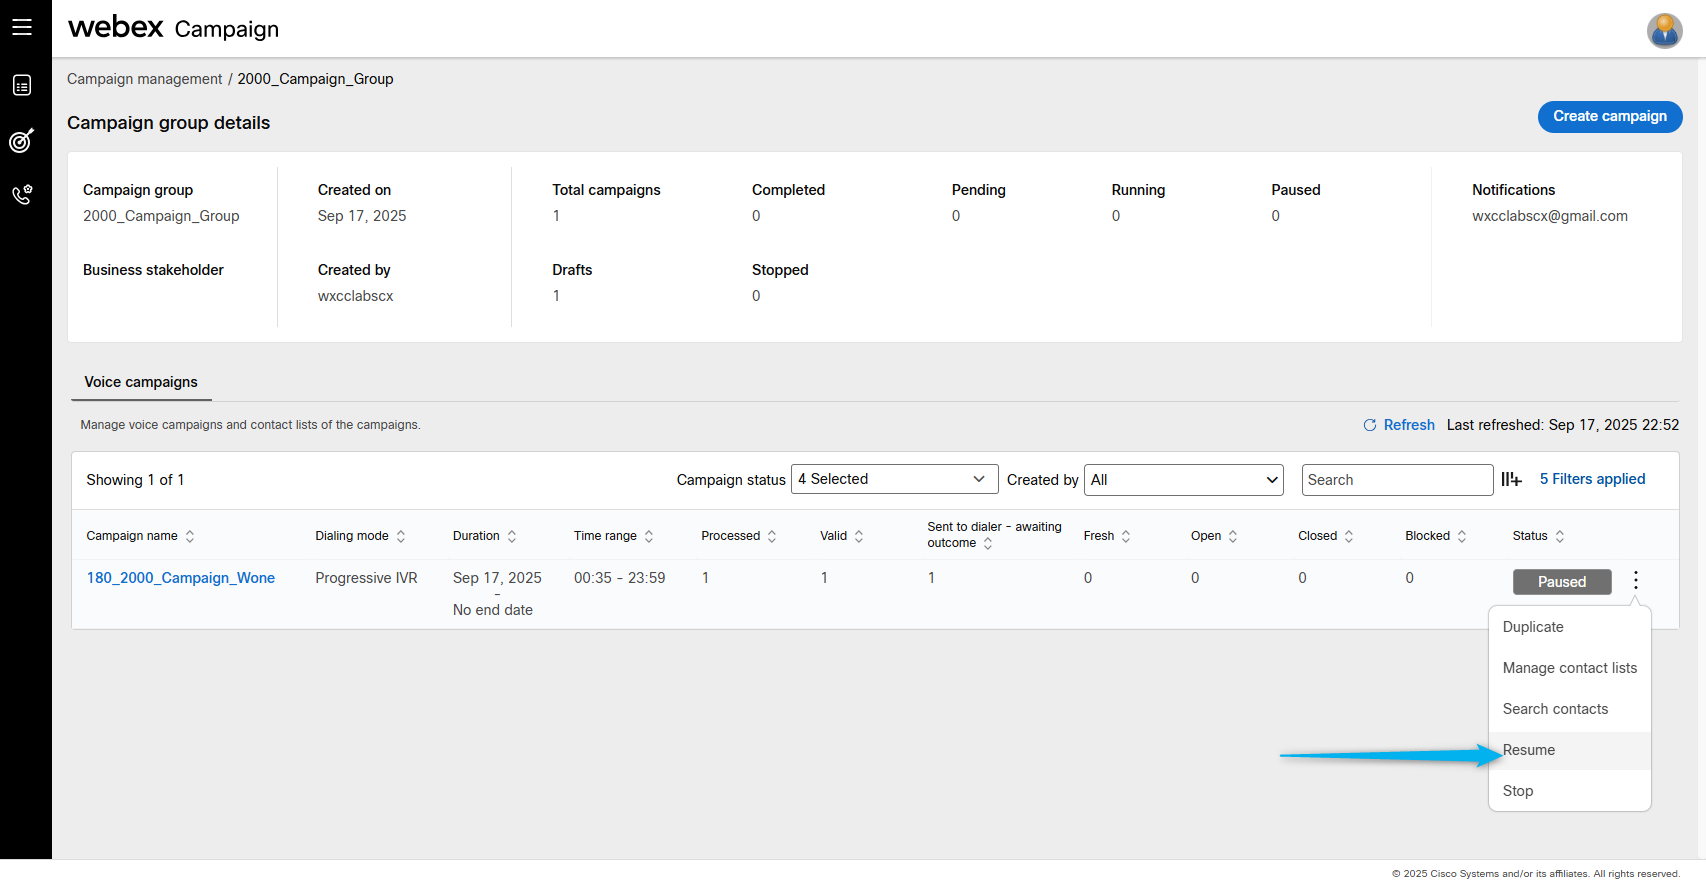 webex Campaign
Campaign management / 2000_Campaign_Group
Campaign group details
Create campaign
Campaign group
2000_Campaign_Group
Business stakeholder
Created on
Sep 17, 2025
Created by
wxcclabscx
Total campaigns
1
Completed
0
Pending
0
Running
0
Paused
0
Drafts
1
Stopped
0
Notifications
wxcclabscx@gmail.com
Voice campaigns
Manage voice campaigns and contact lists of the campaigns.
Refresh Last refreshed: Sep 17, 2025 22:52
Showing 1 of 1
Campaign status 4 Selected Created by All Search 5 Filters applied
Campaign name Dialing mode Duration Time range Processed Valid Sent to dialer - awaiting outcome Fresh Open Closed Blocked Status
180_2000_Campaign_Wone Progressive IVR Sep 17, 2025 - No end date 00:35 - 23:59 1 1 1 0 0 0 0 Paused
Duplicate
Manage contact lists
Search contacts
Resume
Stop
© 2025 Cisco Systems and/or its affiliates. All rights reserved.